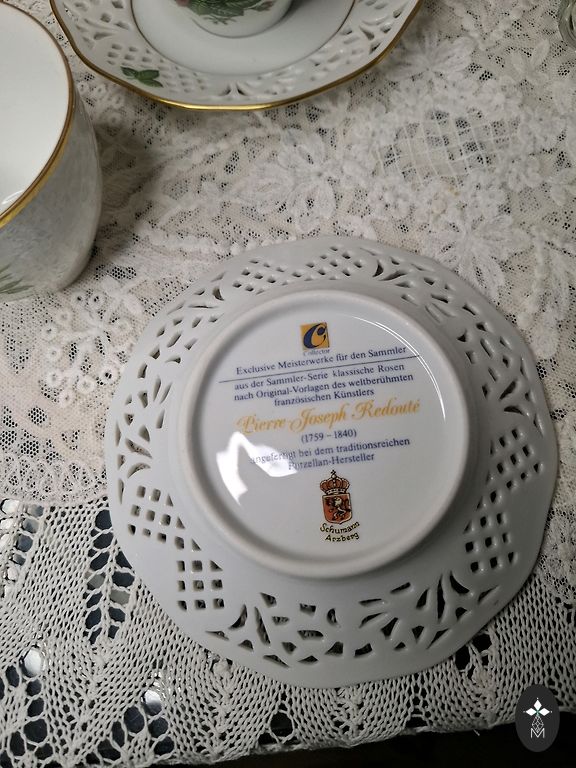 C
Collector
Exclusive Meisterwerke für den Sammler
aus der Sammler-Serie klassische Rosen
nach Original-Vorlagen des weltberühmten
französischen Künstlers
Pierre Joseph Redouté
(1759 – 1840)
angefertigt bei dem traditionsreichen
Porzellan-Hersteller
Schumann
Arzberg
M